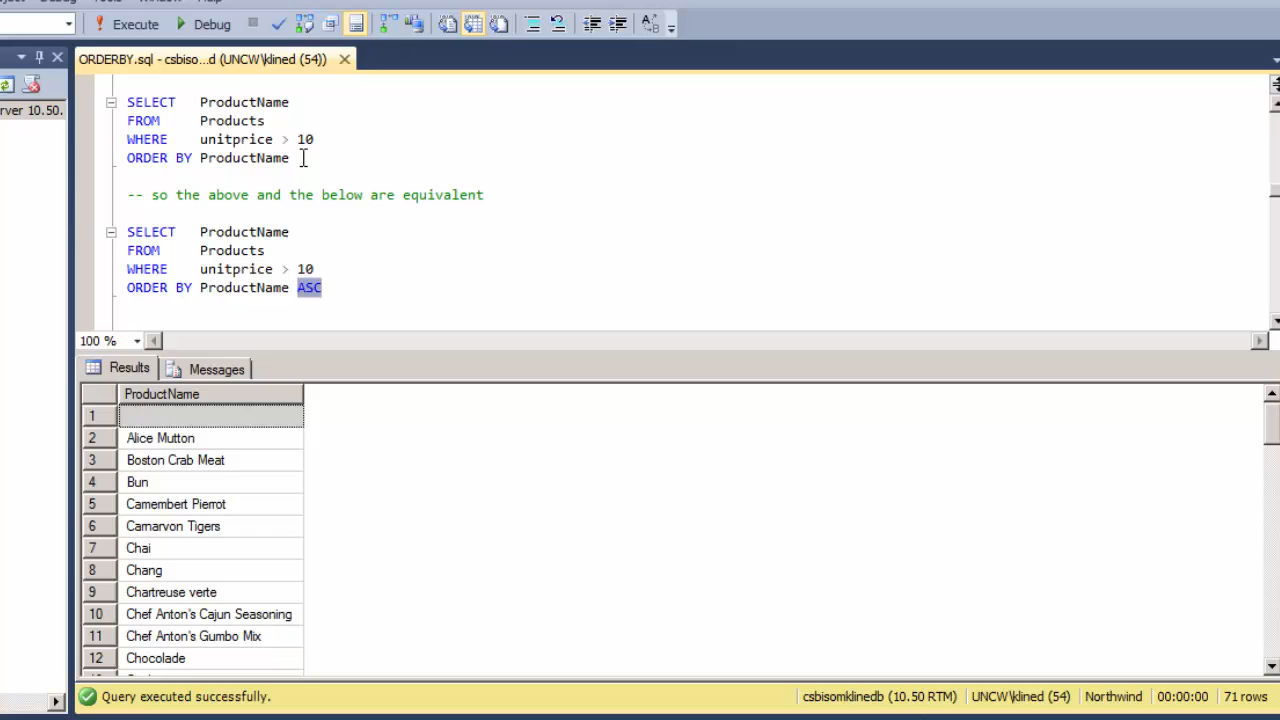 Execute Debug
ORDERBY.sql - csbiso...d (UNCW\klined (54))
rver 10.50.
SELECT ProductName
FROM Products
WHERE unitprice > 10
ORDER BY ProductName
-- so the above and the below are equivalent
SELECT ProductName
FROM Products
WHERE unitprice > 10
ORDER BY ProductName ASC
100 %
Results Messages
ProductName
1
2 Alice Mutton
3 Boston Crab Meat
4 Bun
5 Camembert Pierrot
6 Carnarvon Tigers
7 Chai
8 Chang
9 Chartreuse verte
10 Chef Anton's Cajun Seasoning
11 Chef Anton's Gumbo Mix
12 Chocolade
Query executed successfully. csbisomklinedb (10.50 RTM) UNCW\klined (54) Northwind 00:00:00 71 rows